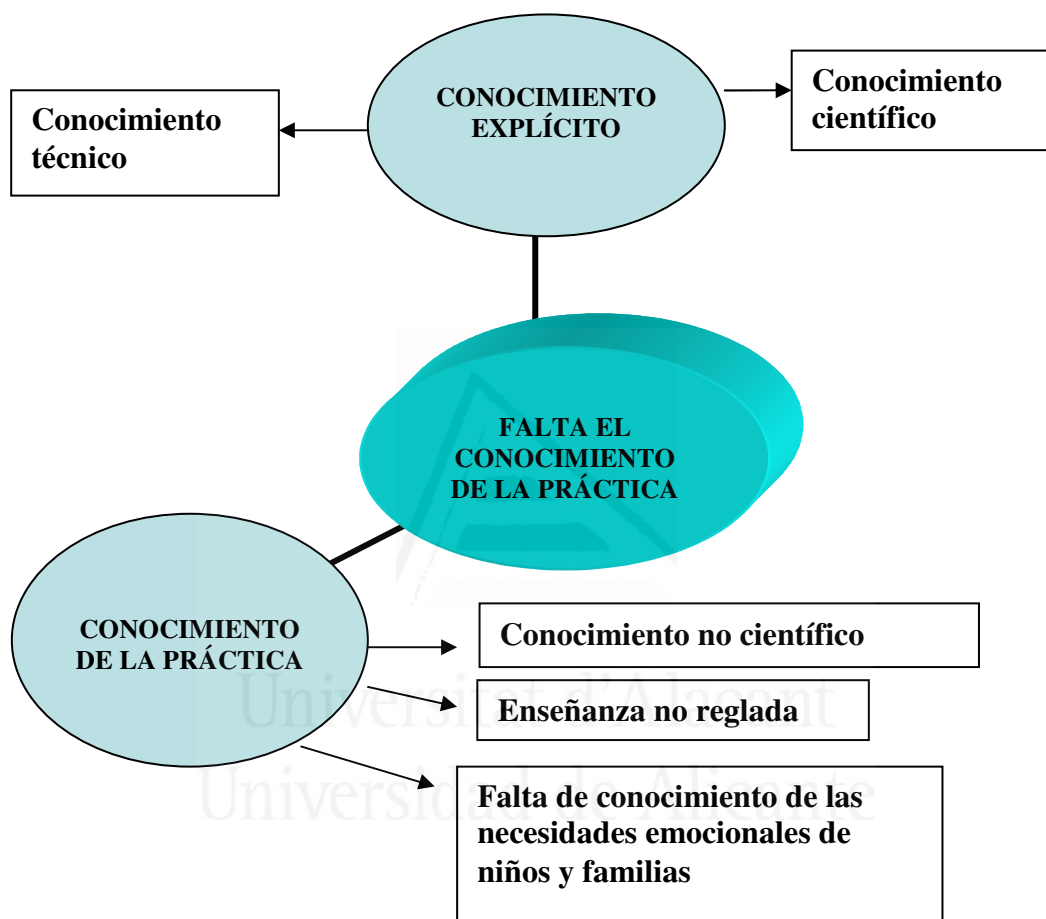 CONOCIMIENTO
EXPLÍCITO
Conocimiento
científico
Conocimiento
técnico
FALTA EL
CONOCIMIENTO
DE LA PRÁCTICA
CONOCIMIENTO
DE LA PRÁCTICA
Conocimiento no científico
Enseñanza no reglada
Falta de conocimiento de las
necesidades emocionales de
niños y familias
Universitat d'Alacant
Universidad de Alicante